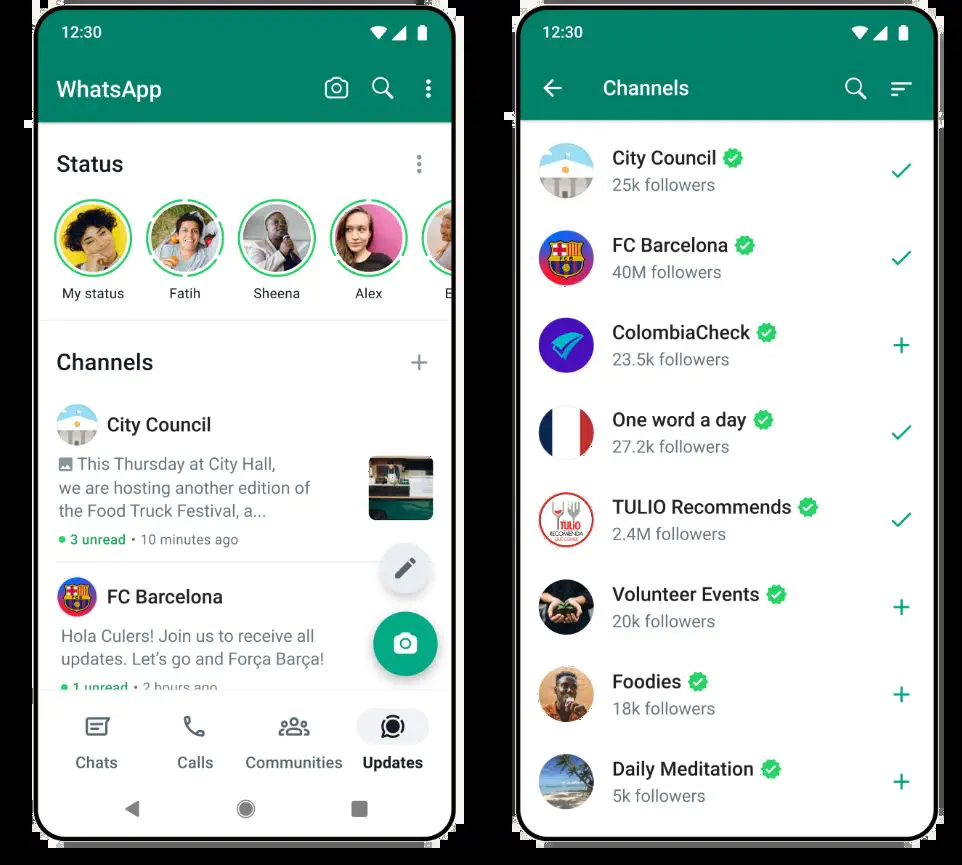 12:30
WhatsApp
Status
My status
Fatih
Sheena
Alex
Channels
City Council
This Thursday at City Hall,
we are hosting another edition of
the Food Truck Festival, a...
3 unread • 10 minutes ago
FC Barcelona
Hola Culers! Join us to receive all
updates. Let's go and Força Barça!
1 unread • 2 hours ago
Chats
Calls
Communities
Updates
12:30
Channels
City Council
25k followers
FC Barcelona
40M followers
ColombiaCheck
23.5k followers
One word a day
27.2k followers
TULIO
RECOMIENDA
TULIO Recommends
2.4M followers
Volunteer Events
20k followers
Foodies
18k followers
Daily Meditation
5k followers